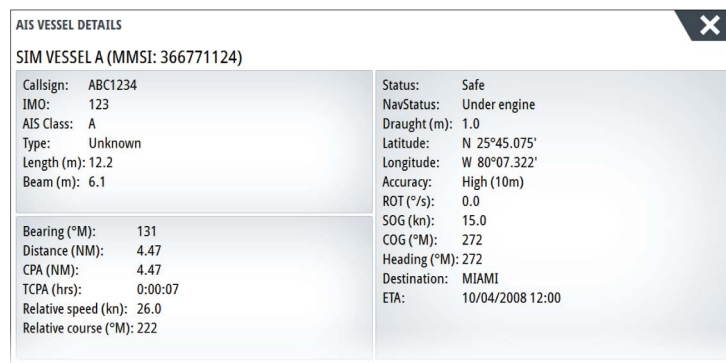 AIS VESSEL DETAILS
SIM VESSEL A (MMSI: 366771124)
Callsign: ABC1234
IMO: 123
AIS Class: A
Type: Unknown
Length (m): 12.2
Beam (m): 6.1
Bearing (°M): 131
Distance (NM): 4.47
CPA (NM): 4.47
TCPA (hrs): 0:00:07
Relative speed (kn): 26.0
Relative course (°M): 222
Status: Safe
NavStatus: Under engine
Draught (m): 1.0
Latitude: N 25°45.075'
Longitude: W 80°07.322'
Accuracy: High (10m)
ROT (°/s): 0.0
SOG (kn): 15.0
COG (°M): 272
Heading (°M): 272
Destination: MIAMI
ETA: 10/04/2008 12:00